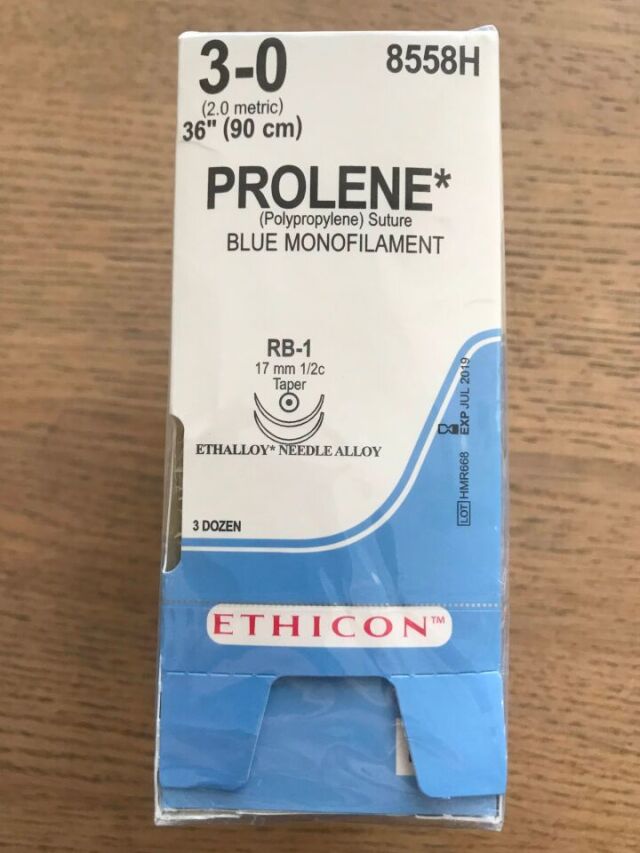 3-0
8558H
(2.0 metric)
36" (90 cm)
PROLENE*
(Polypropylene) Suture
BLUE MONOFILAMENT
RB-1
17 mm 1/2c
Taper
ETHALLOY* NEEDLE ALLOY
EXP JUL 2019
LOT HMR668
3 DOZEN
ETHICON™